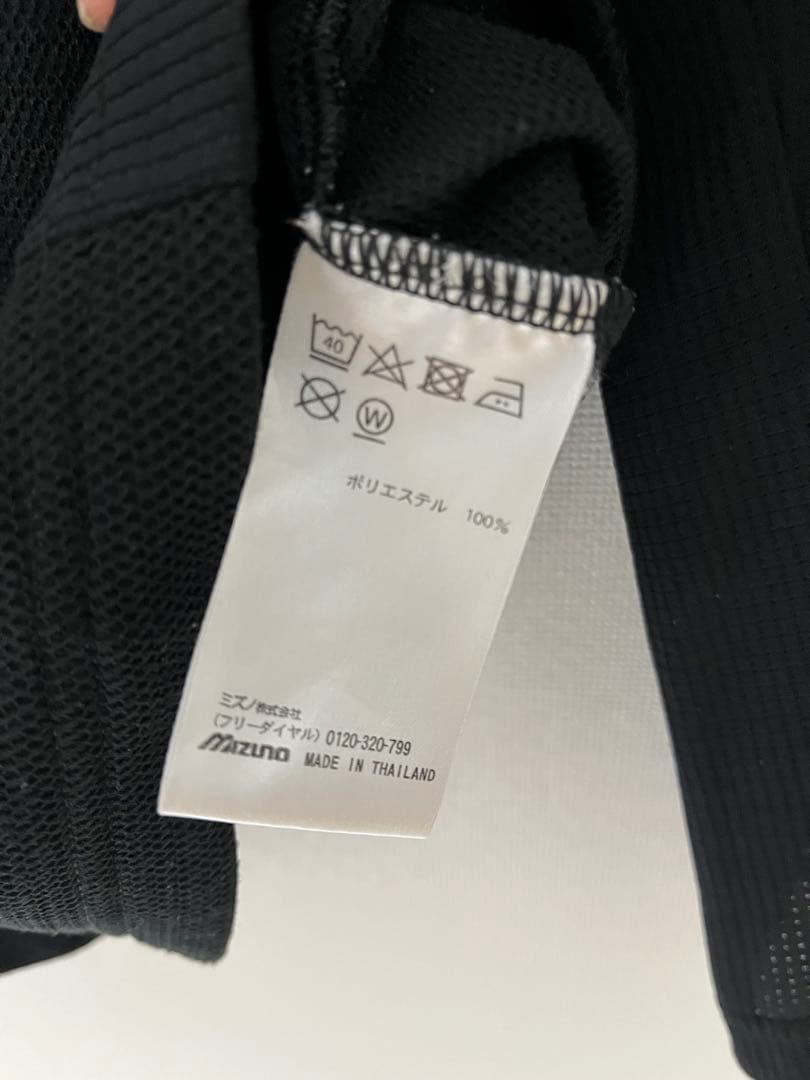 40
W
ポリエステル 100%
ミズノ株式会社
(フリーダイヤル) 0120-320-799
MIZUNO MADE IN THAILAND